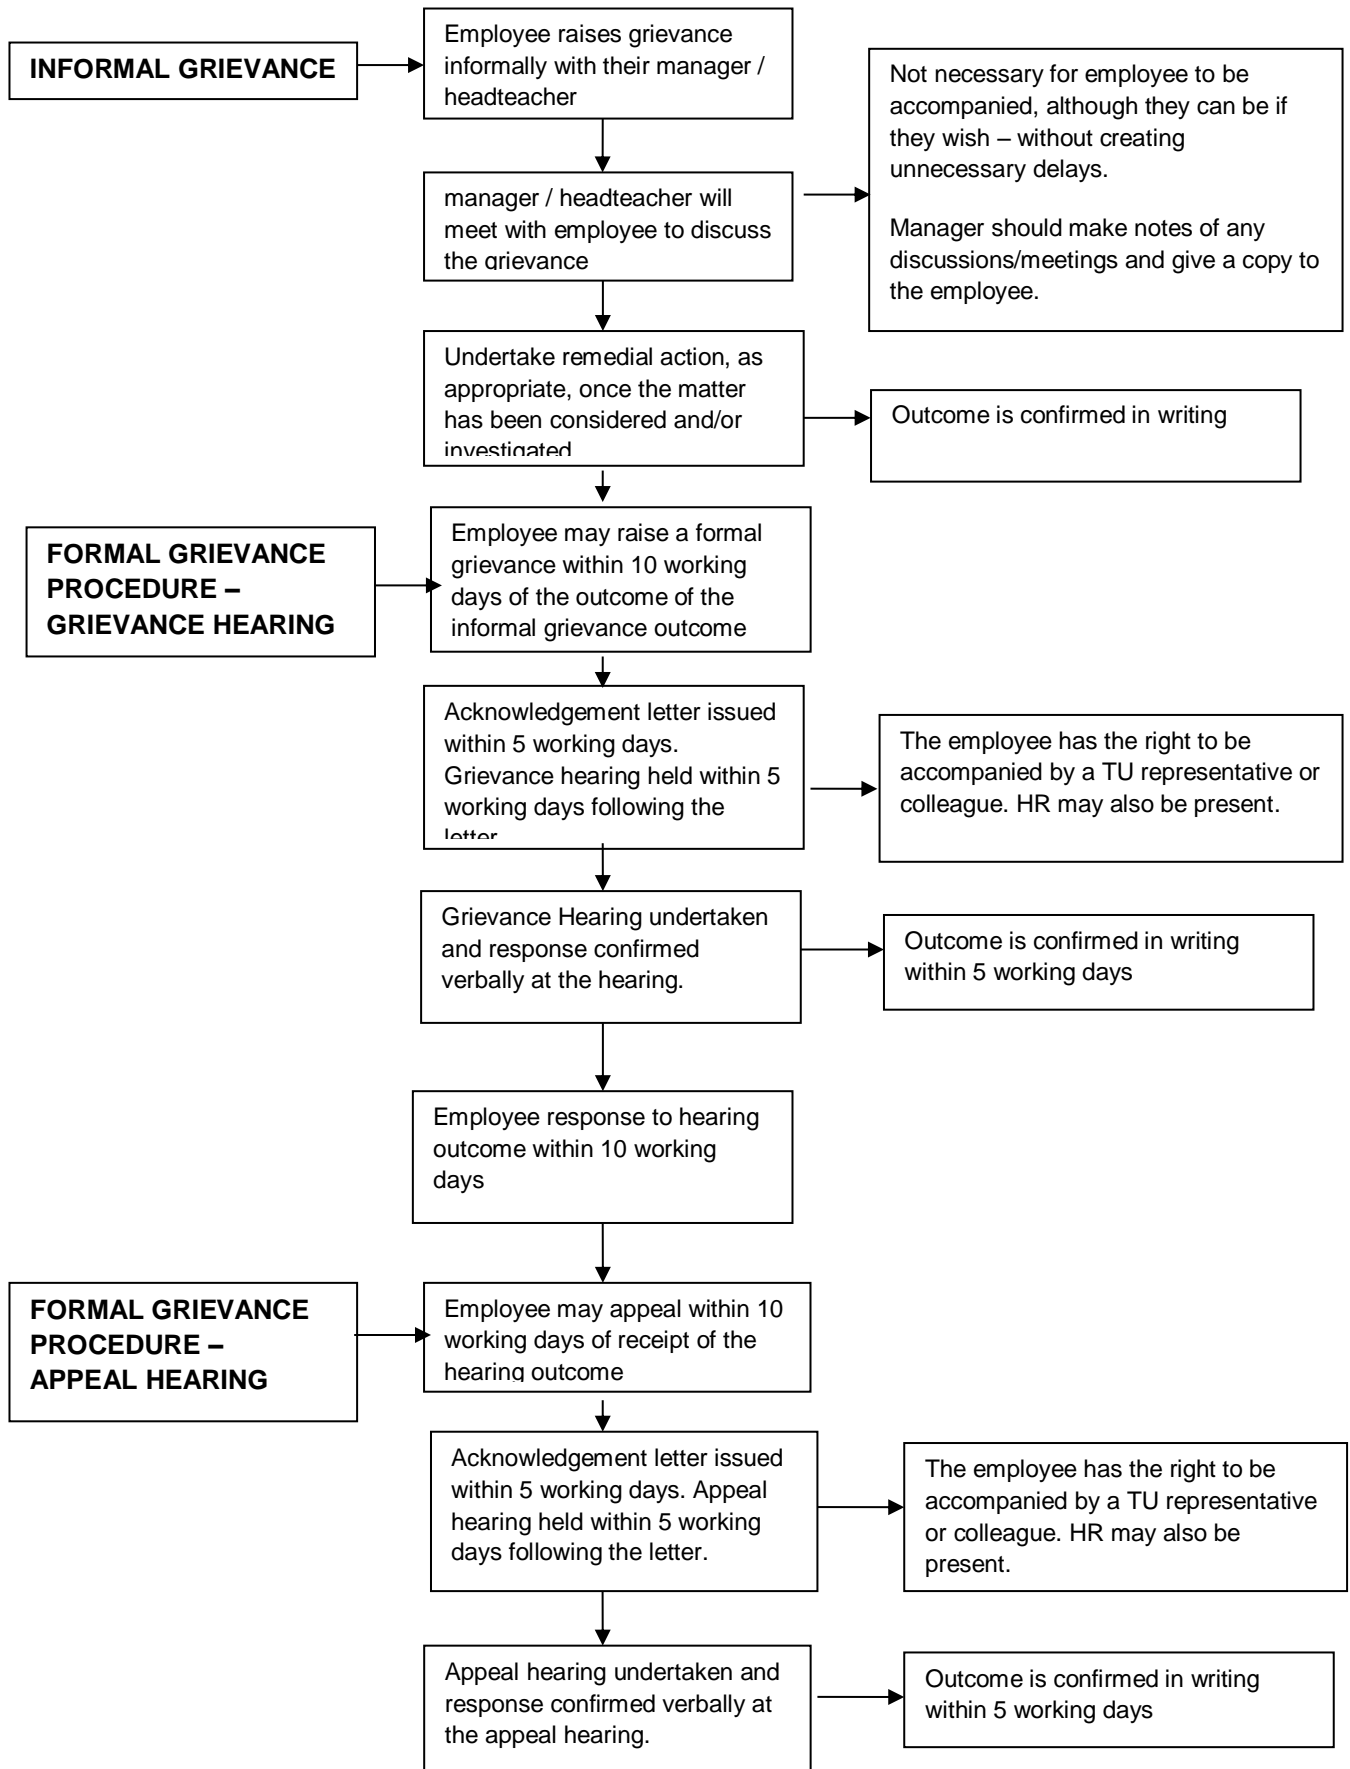 INFORMAL GRIEVANCE
Employee raises grievance
informally with their manager /
headteacher
Not necessary for employee to be
accompanied, although they can be if
they wish – without creating
unnecessary delays.
Manager should make notes of any
discussions/meetings and give a copy to
the employee.
manager / headteacher will
meet with employee to discuss
the grievance
Undertake remedial action, as
appropriate, once the matter
has been considered and/or
investigated
Outcome is confirmed in writing
FORMAL GRIEVANCE
PROCEDURE –
GRIEVANCE HEARING
Employee may raise a formal
grievance within 10 working
days of the outcome of the
informal grievance outcome
Acknowledgement letter issued
within 5 working days.
Grievance hearing held within 5
working days following the
letter
The employee has the right to be
accompanied by a TU representative or
colleague. HR may also be present.
Grievance Hearing undertaken
and response confirmed
verbally at the hearing.
Outcome is confirmed in writing
within 5 working days
Employee response to hearing
outcome within 10 working
days
FORMAL GRIEVANCE
PROCEDURE –
APPEAL HEARING
Employee may appeal within 10
working days of receipt of the
hearing outcome
Acknowledgement letter issued
within 5 working days. Appeal
hearing held within 5 working
days following the letter.
The employee has the right to be
accompanied by a TU representative
or colleague. HR may also be
present.
Appeal hearing undertaken and
response confirmed verbally at
the appeal hearing.
Outcome is confirmed in writing
within 5 working days